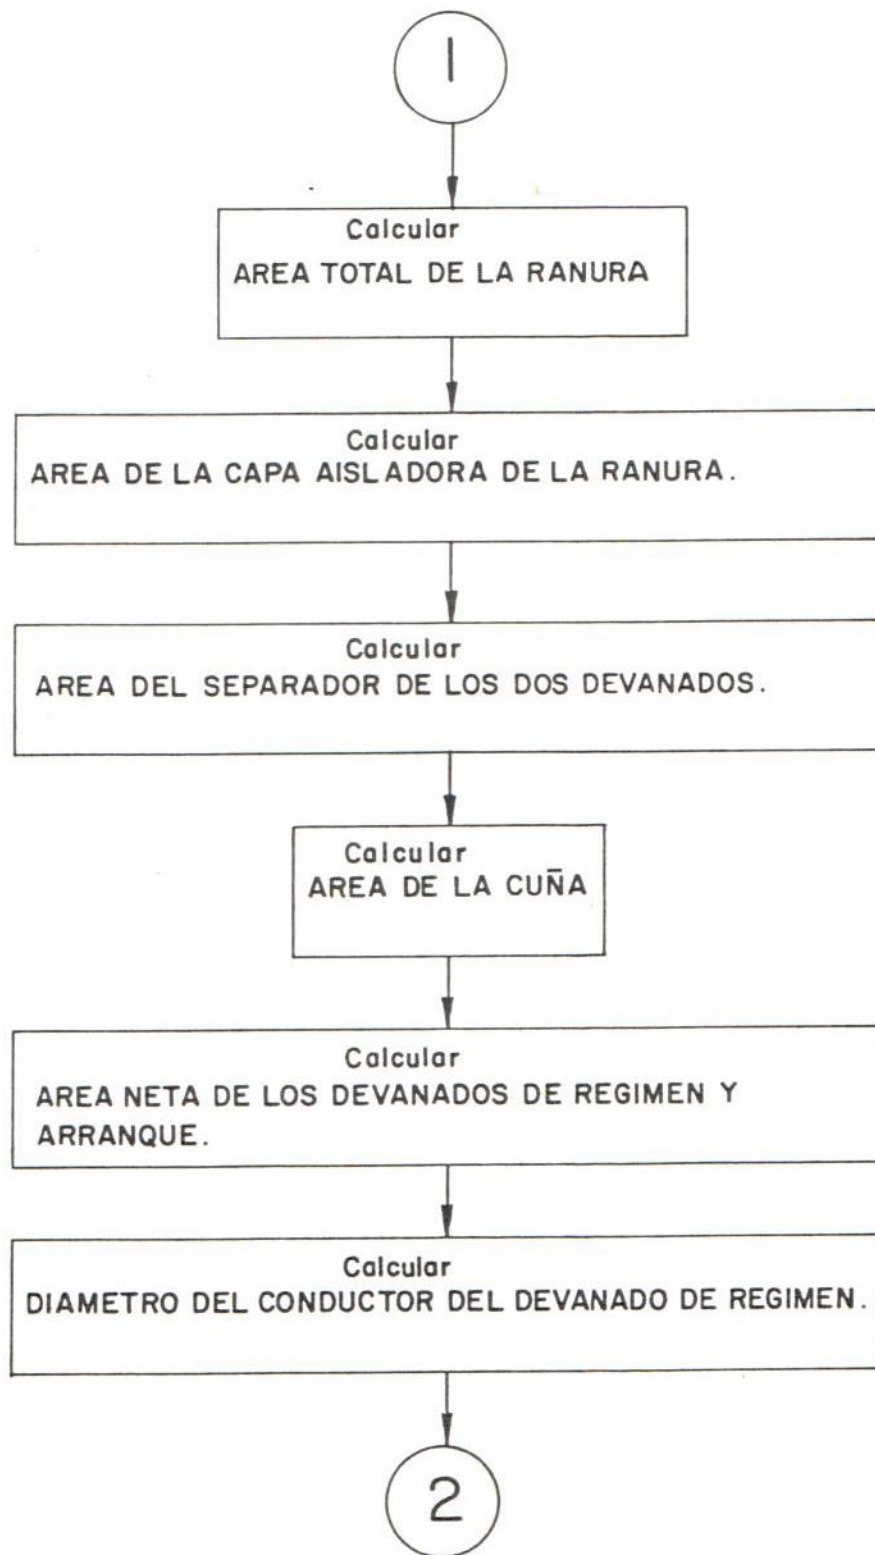 1
Calcular
AREA TOTAL DE LA RANURA
Calcular
AREA DE LA CAPA AISLADORA DE LA RANURA.
Calcular
AREA DEL SEPARADOR DE LOS DOS DEVANADOS.
Calcular
AREA DE LA CUÑA
Calcular
AREA NETA DE LOS DEVANADOS DE REGIMEN Y
ARRANQUE.
Calcular
DIAMETRO DEL CONDUCTOR DEL DEVANADO DE REGIMEN.
2